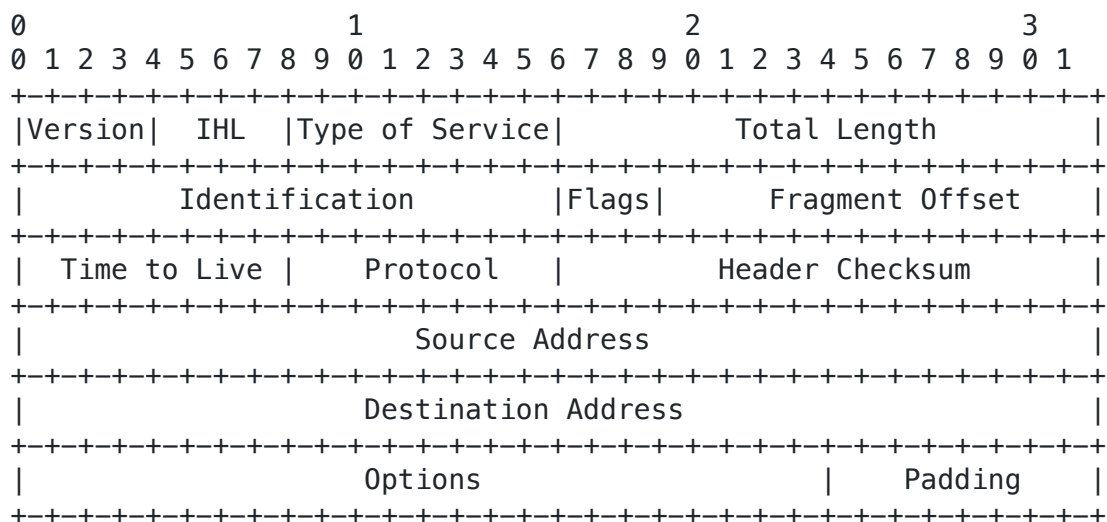 0                   1                   2                   3
0 1 2 3 4 5 6 7 8 9 0 1 2 3 4 5 6 7 8 9 0 1 2 3 4 5 6 7 8 9 0 1
+-+-+-+-+-+-+-+-+-+-+-+-+-+-+-+-+-+-+-+-+-+-+-+-+-+-+-+-+-+-+-+-+
|Version|  IHL  |Type of Service|          Total Length         |
+-+-+-+-+-+-+-+-+-+-+-+-+-+-+-+-+-+-+-+-+-+-+-+-+-+-+-+-+-+-+-+-+
|         Identification        |Flags|      Fragment Offset    |
+-+-+-+-+-+-+-+-+-+-+-+-+-+-+-+-+-+-+-+-+-+-+-+-+-+-+-+-+-+-+-+-+
|  Time to Live |    Protocol   |         Header Checksum       |
+-+-+-+-+-+-+-+-+-+-+-+-+-+-+-+-+-+-+-+-+-+-+-+-+-+-+-+-+-+-+-+-+
|                       Source Address                          |
+-+-+-+-+-+-+-+-+-+-+-+-+-+-+-+-+-+-+-+-+-+-+-+-+-+-+-+-+-+-+-+-+
|                    Destination Address                        |
+-+-+-+-+-+-+-+-+-+-+-+-+-+-+-+-+-+-+-+-+-+-+-+-+-+-+-+-+-+-+-+-+
|                    Options                    |    Padding    |
+-+-+-+-+-+-+-+-+-+-+-+-+-+-+-+-+-+-+-+-+-+-+-+-+-+-+-+-+-+-+-+-+